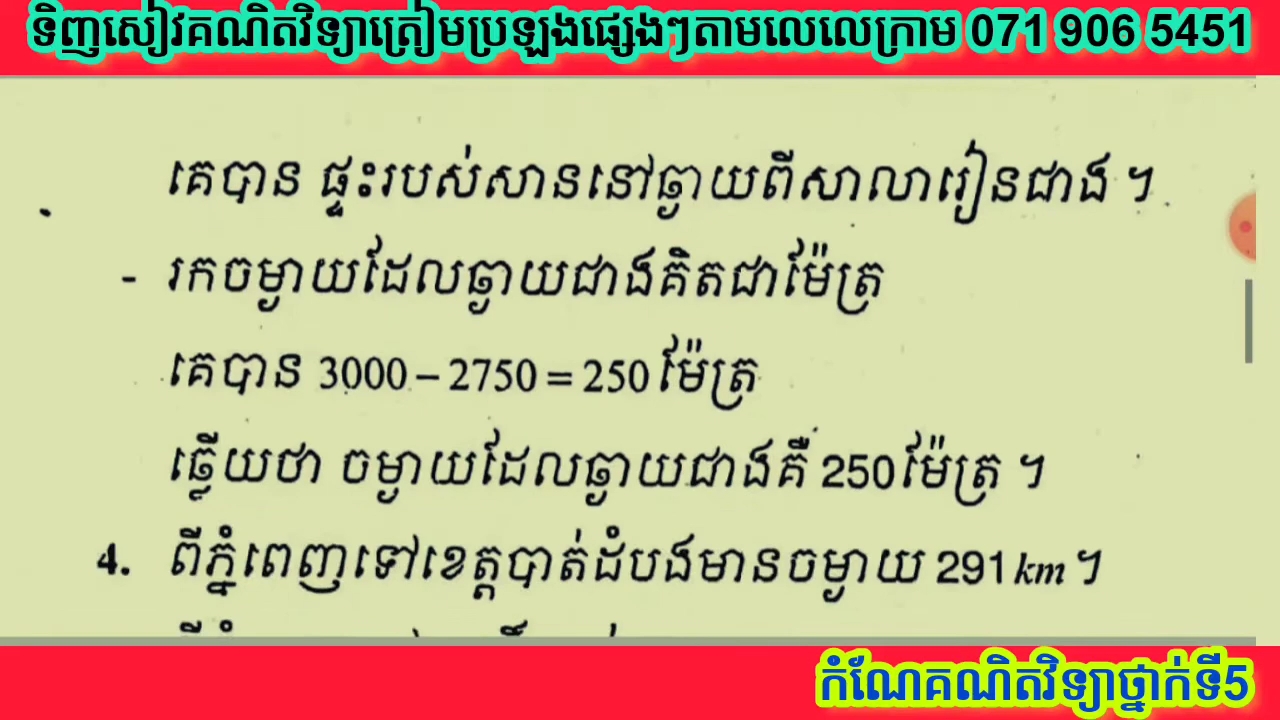 ទិញសៀវគណិតវិទ្យាត្រៀមប្រឡងផ្សេងៗតាមលេលេក្រាម 071 906 5451
គេបាន ផ្ទះរបស់សាននៅឆ្ងាយពីសាលារៀនជាង ។
- រកចម្ងាយដែលឆ្ងាយជាងគិតជាម៉ែត្រ
គេបាន 3000 – 2750 = 250 ម៉ែត្រ
ឆ្លើយថា ចម្ងាយដែលឆ្ងាយជាងគឺ 250 ម៉ែត្រ ។
4. ពីភ្នំពេញទៅខេត្តបាត់ដំបងមានចម្ងាយ 291 km ។
កំណែគណិតវិទ្យាថ្នាក់ទី5